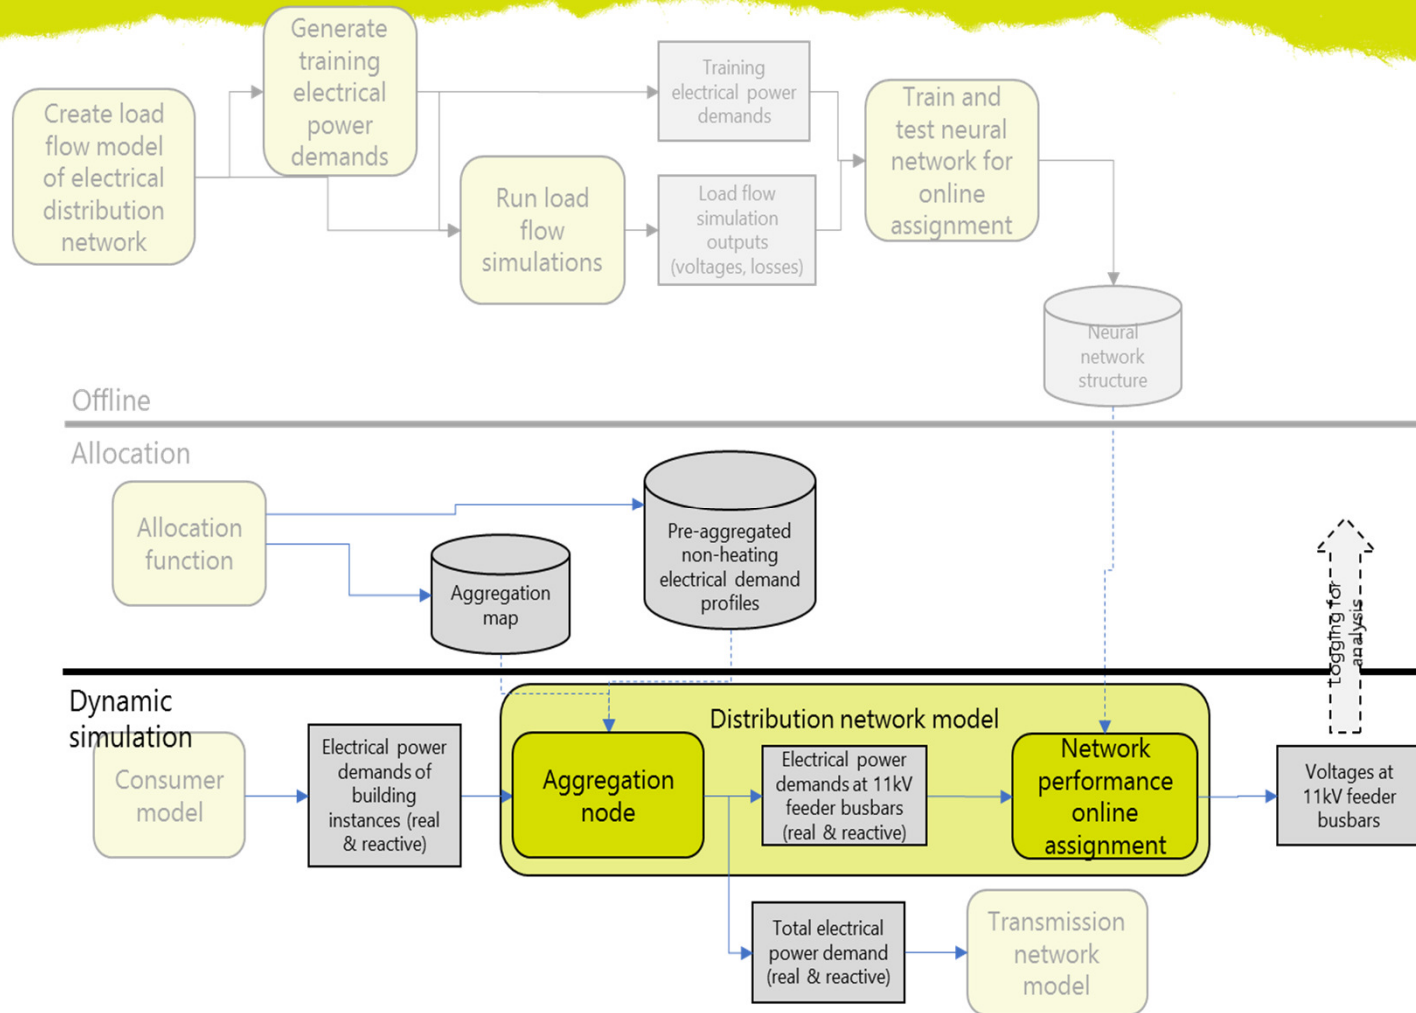 Generate
training
electrical
power
demands
Create load
flow model
of electrical
distribution
network
Run load
flow
simulations
Training
electrical power
demands
Load flow
simulation
outputs
(voltages, losses)
Train and
test neural
network for
online
assignment
Neural
network
structure
Offline
Allocation
Allocation
function
Aggregation
map
Pre-aggregated
non-heating
electrical demand
profiles
Logging for
analysis
Dynamic
simulation
Consumer
model
Electrical power
demands of
building
instances (real
& reactive)
Distribution network model
Aggregation
node
Electrical power
demands at 11kV
feeder busbars
(real & reactive)
Network
performance
online
assignment
Voltages at
11kV feeder
busbars
Total electrical
power demand
(real & reactive)
Transmission
network
model